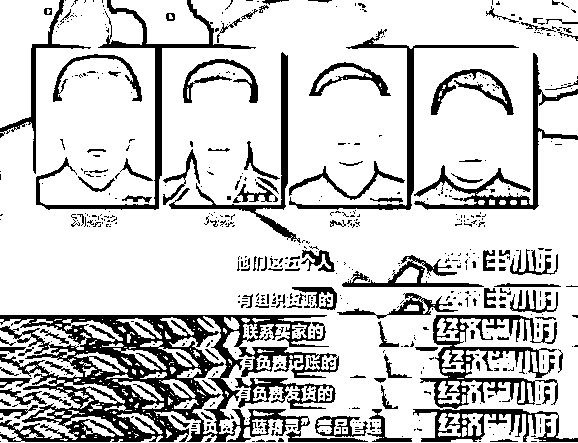 他们这五个人
经济半小时
有组织货源的
经济半小时
联系买家的
经济半小时
有负责记账的
经济半小时
有负责发货的
经济半小时
有负责“蓝精灵”毒品管理
经济半小时